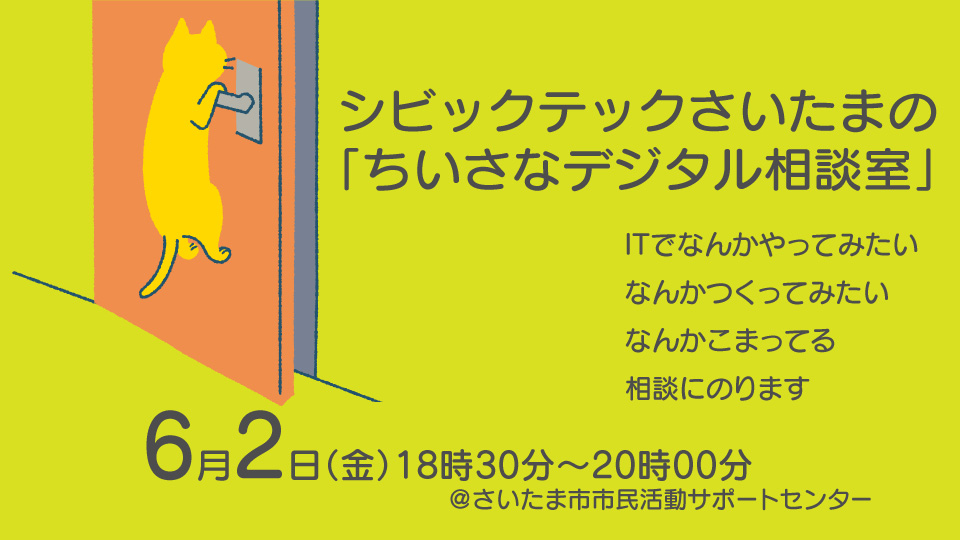 シビックテックさいたまの
「ちいさなデジタル相談室」
ITでなんかやってみたい
なんかつくってみたい
なんかこまってる
相談にのります
6月2日(金)18時30分～20時00分
@さいたま市市民活動サポートセンター